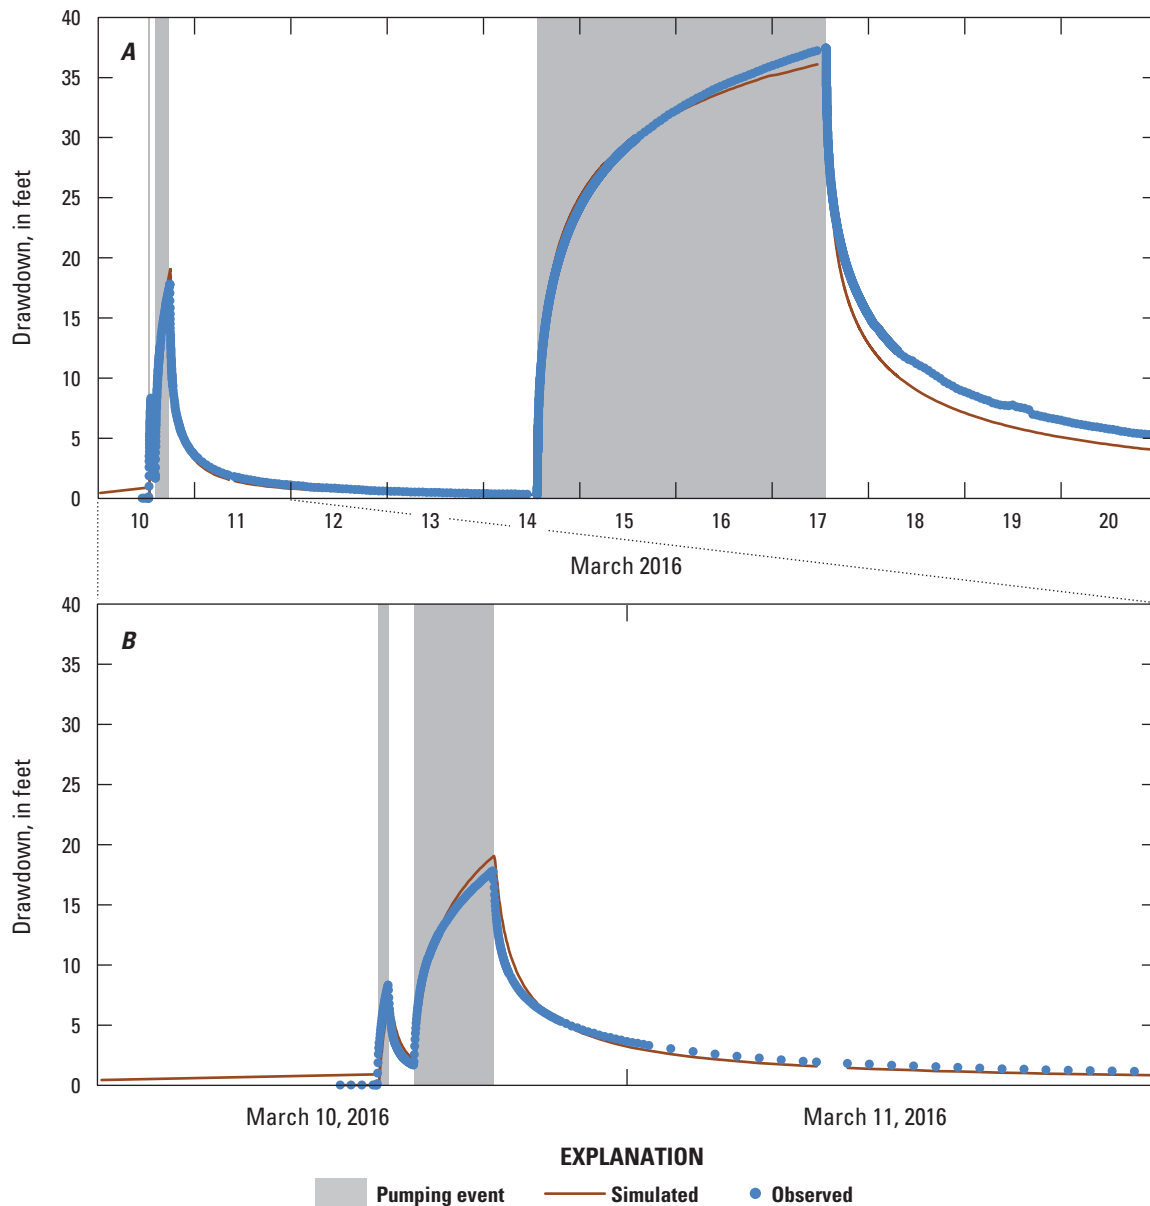 A
40
35
30
25
20
15
10
5
0
Drawdown, in feet
10 11 12 13 14 15 16 17 18 19 20
March 2016
B
40
35
30
25
20
15
10
5
0
Drawdown, in feet
March 10, 2016 March 11, 2016
EXPLANATION
Pumping event Simulated Observed